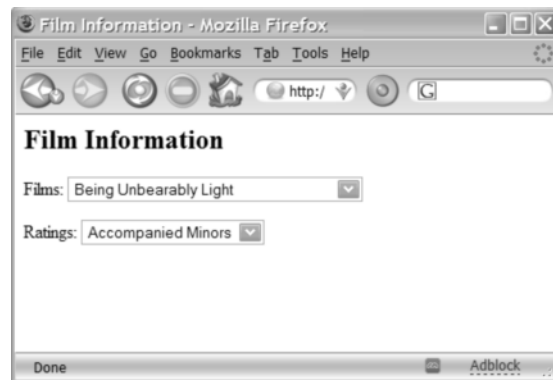 Film Information - Mozilla Firefox
File Edit View Go Bookmarks Tab Tools Help
http:/ G
Film Information
Films: Being Unbearably Light
Ratings: Accompanied Minors
Done Adblock